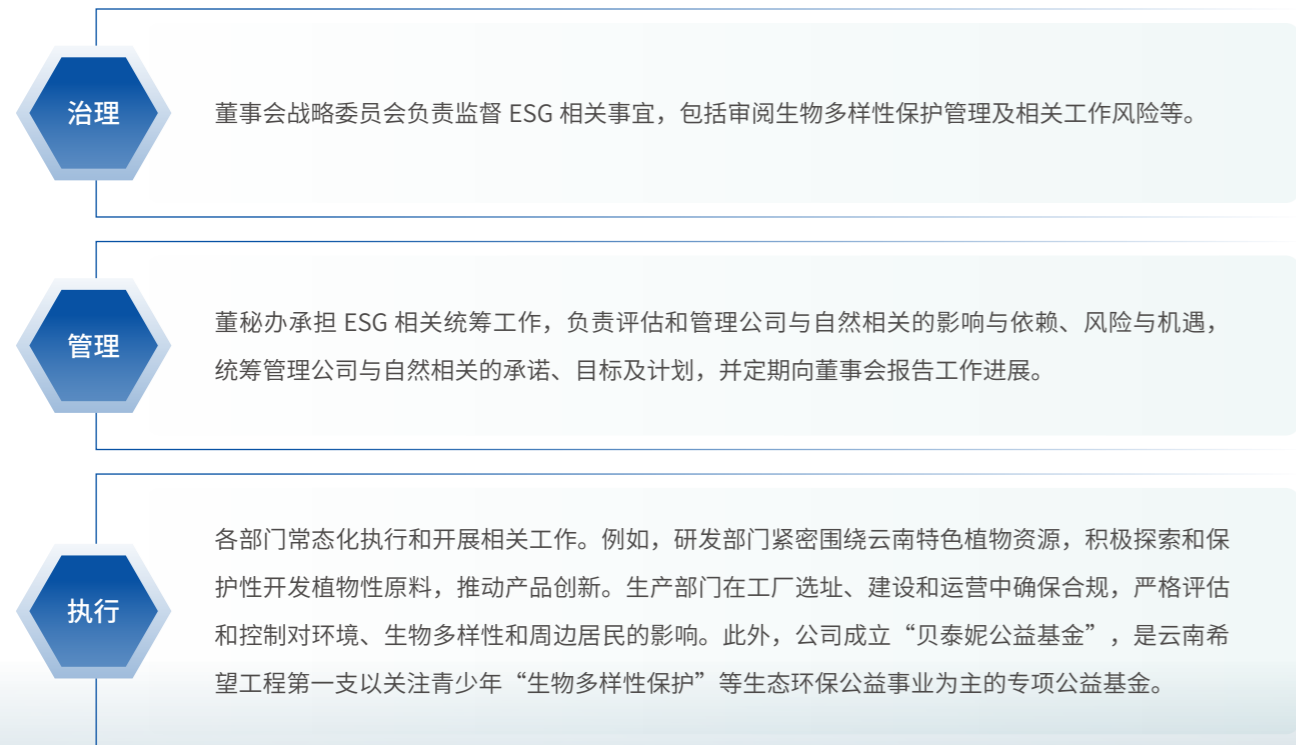 治理
董事会战略委员会负责监督 ESG 相关事宜，包括审阅生物多样性保护管理及相关工作风险等。
管理
董秘办承担 ESG 相关统筹工作，负责评估和管理公司与自然相关的影响与依赖、风险与机遇，
统筹管理公司与自然相关的承诺、目标及计划，并定期向董事会报告工作进展。
执行
各部门常态化执行和开展相关工作。例如，研发部门紧密围绕云南特色植物资源，积极探索和保
护性开发植物性原料，推动产品创新。生产部门在工厂选址、建设和运营中确保合规，严格评估
和控制对环境、生物多样性和周边居民的影响。此外，公司成立“贝泰妮公益基金”，是云南希
望工程第一支以关注青少年“生物多样性保护”等生态环保公益事业为主的专项公益基金。